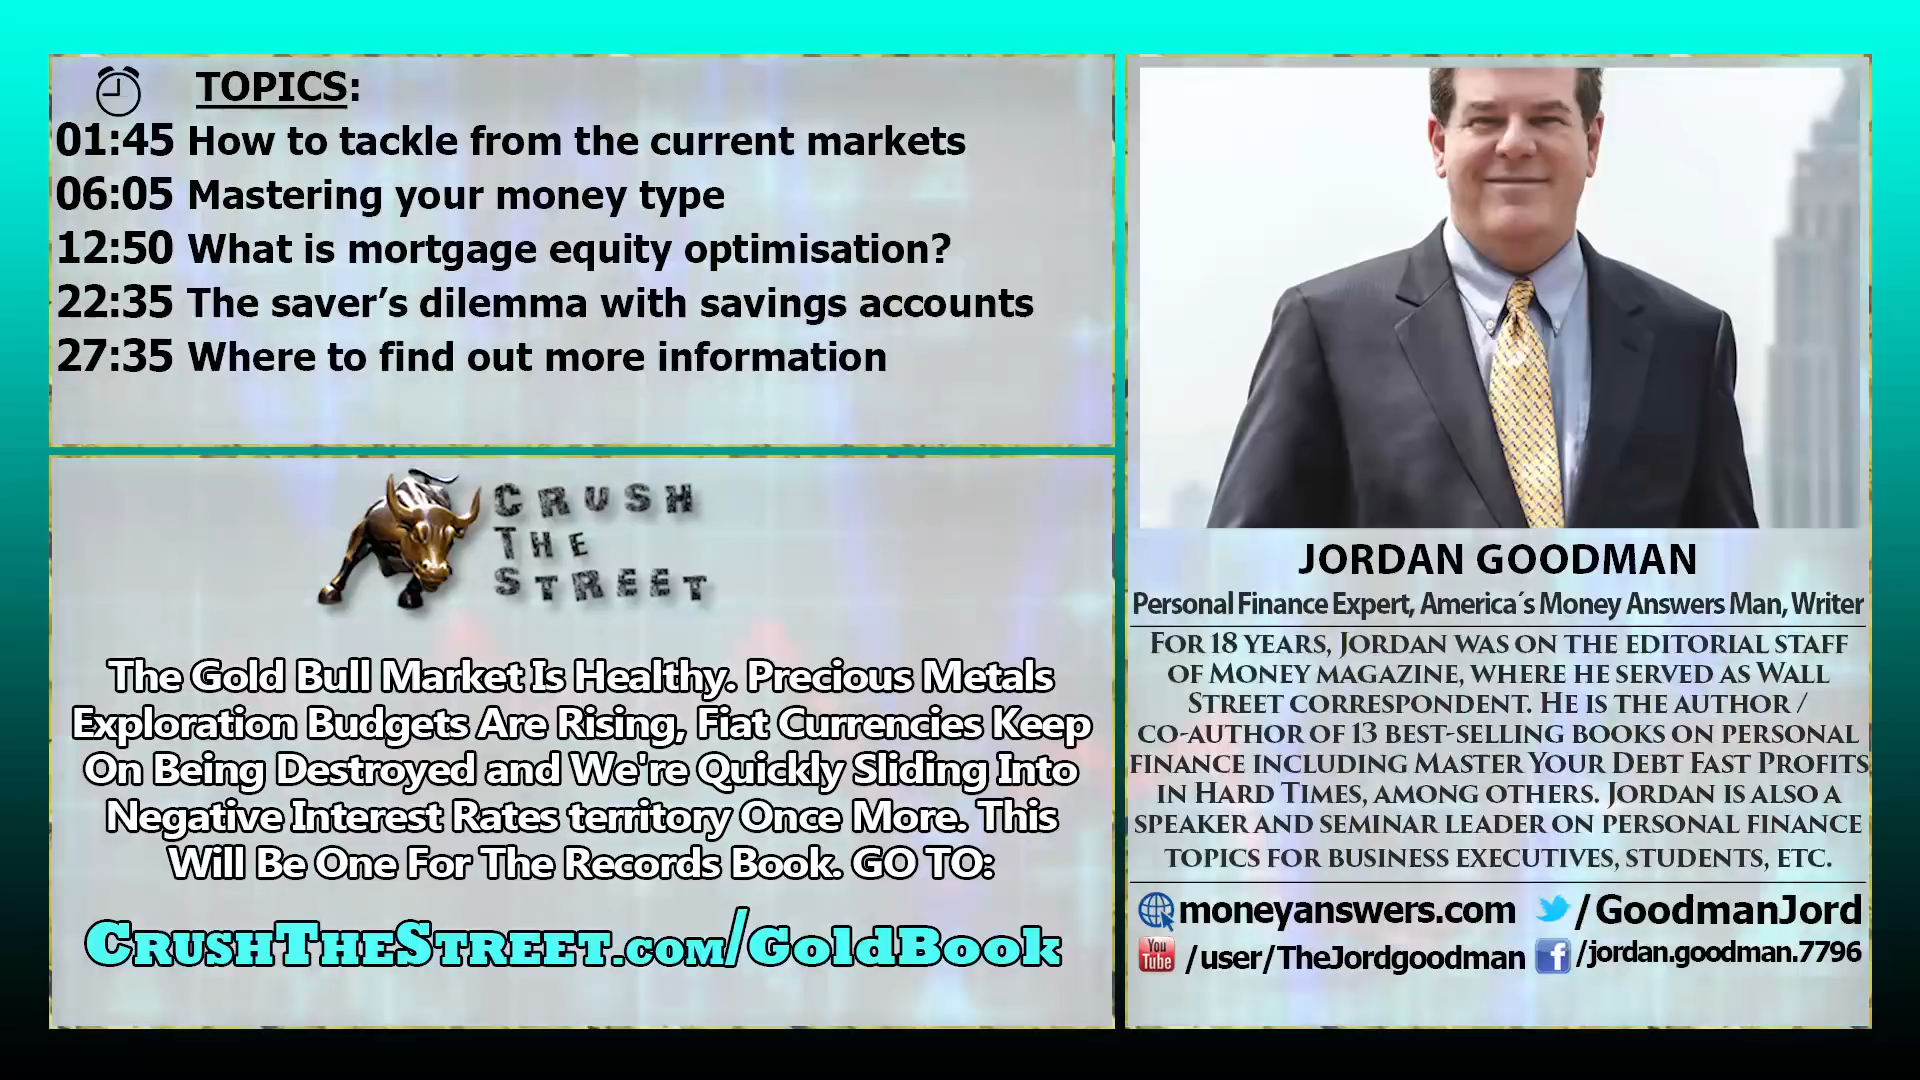 TOPICS:
01:45 How to tackle from the current markets
06:05 Mastering your money type
12:50 What is mortgage equity optimisation?
22:35 The saver’s dilemma with savings accounts
27:35 Where to find out more information
CRUSH
THE
STREET
The Gold Bull Market Is Healthy. Precious Metals
Exploration Budgets Are Rising, Fiat Currencies Keep
On Being Destroyed and We're Quickly Sliding Into
Negative Interest Rates territory Once More. This
Will Be One For The Records Book. GO TO:
CRUSHTHESTREET.COM/GoldBook
JORDAN GOODMAN
Personal Finance Expert, America´s Money Answers Man, Writer
FOR 18 YEARS, JORDAN WAS ON THE EDITORIAL STAFF
OF MONEY MAGAZINE, WHERE HE SERVED AS WALL
STREET CORRESPONDENT. HE IS THE AUTHOR /
CO-AUTHOR OF 13 BEST-SELLING BOOKS ON PERSONAL
FINANCE INCLUDING MASTER YOUR DEBT FAST PROFITS
IN HARD TIMES, AMONG OTHERS. JORDAN IS ALSO A
SPEAKER AND SEMINAR LEADER ON PERSONAL FINANCE
TOPICS FOR BUSINESS EXECUTIVES, STUDENTS, ETC.
moneyanswers.com /GoodmanJord
You Tube /user/TheJordgoodman f /jordan.goodman.7796